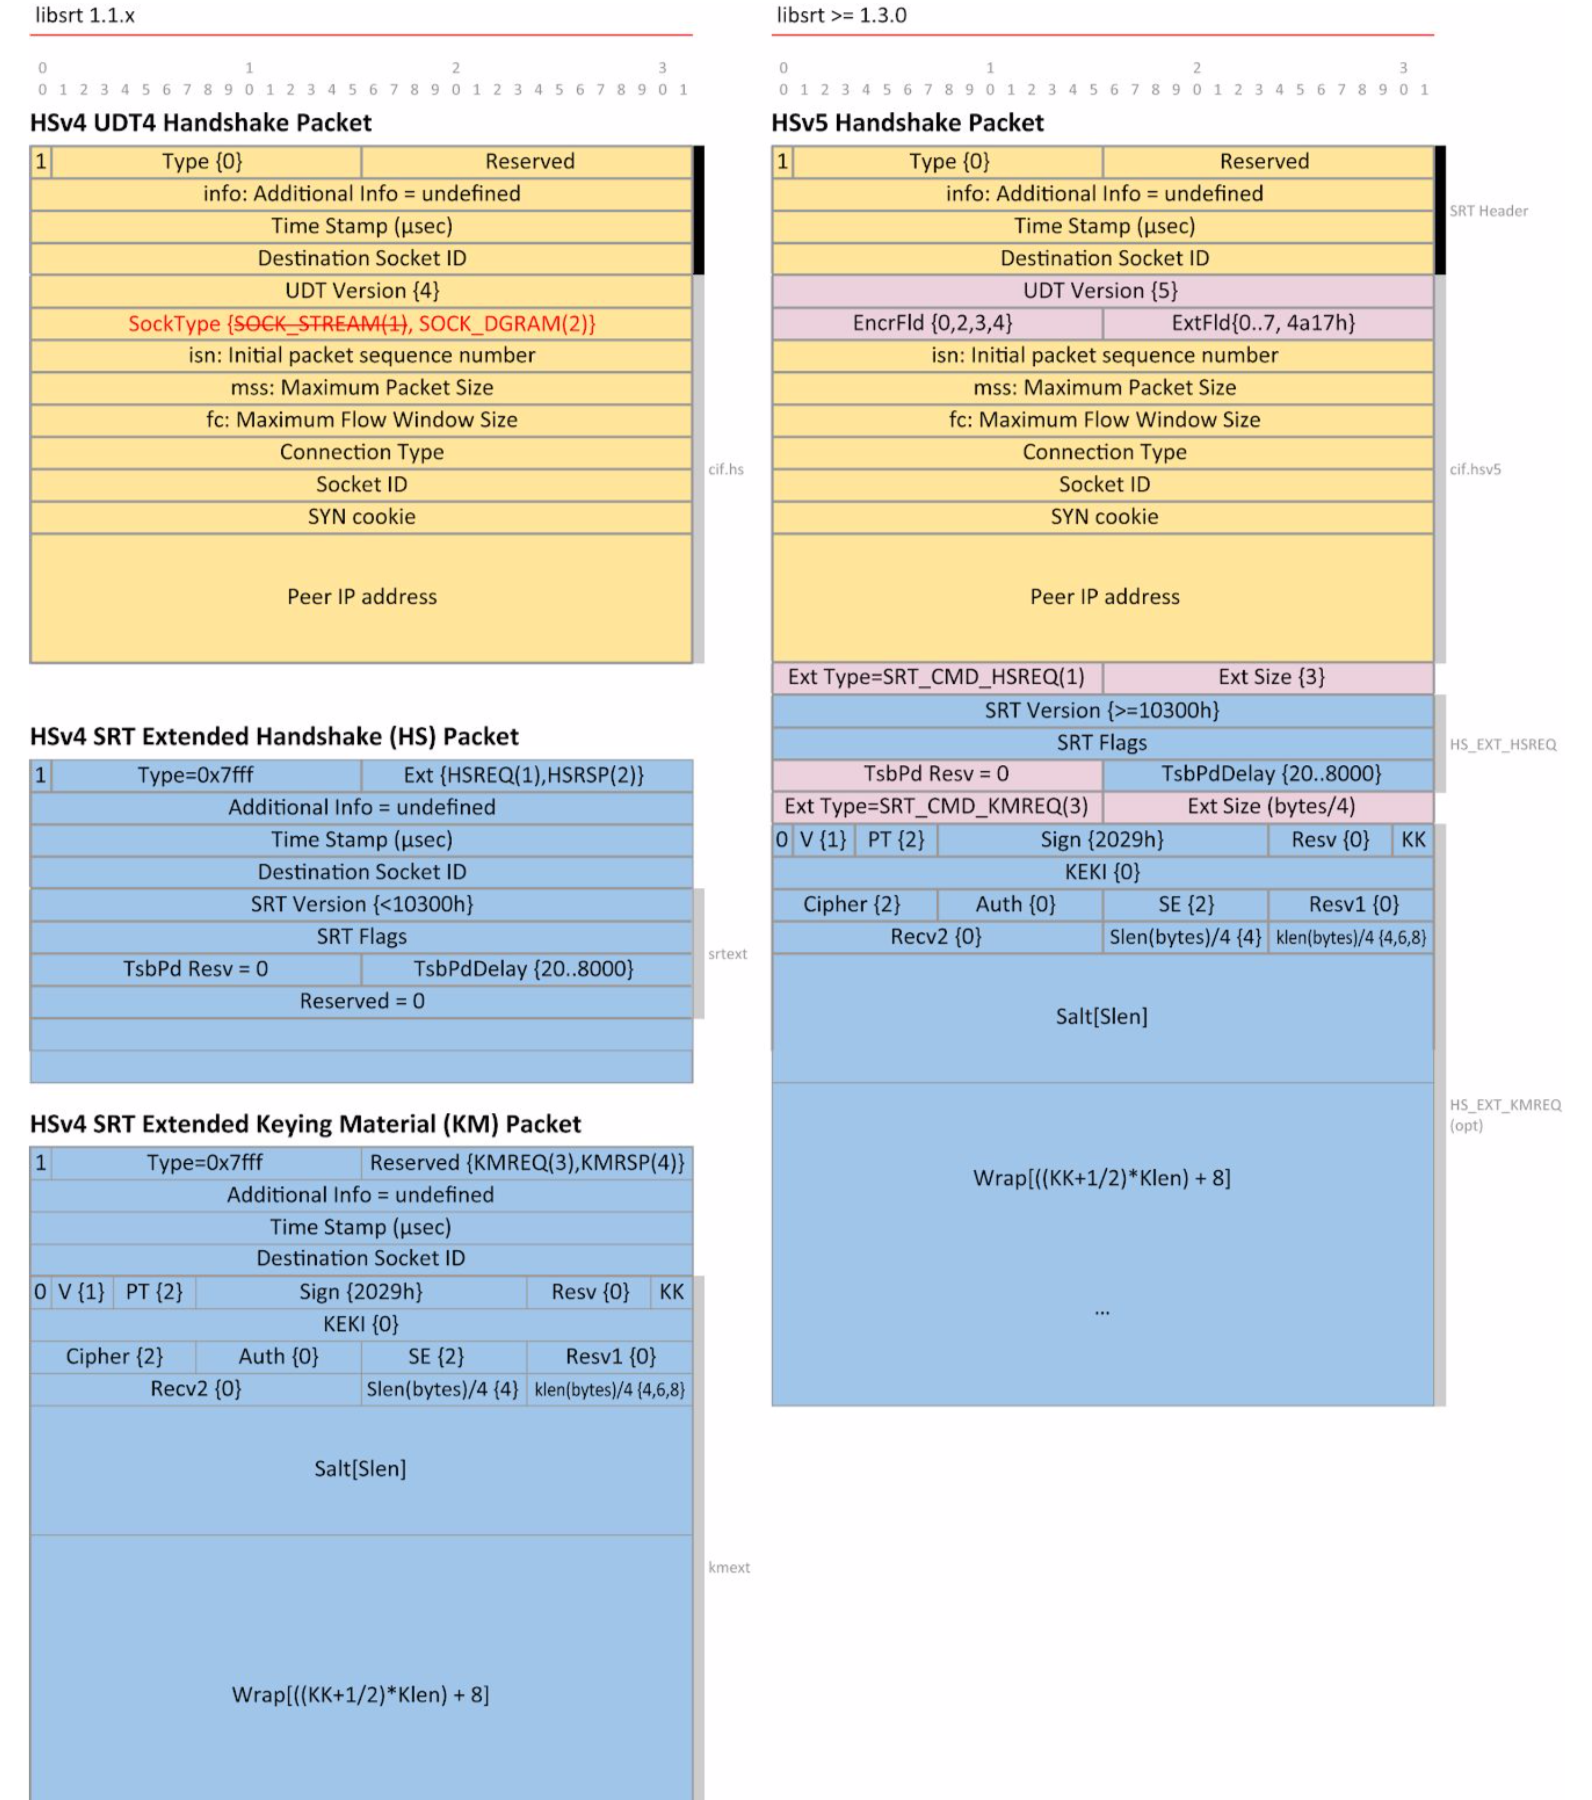 libsrt 1.1.x
0 1 2 3
0 1 2 3 4 5 6 7 8 9 0 1 2 3 4 5 6 7 8 9 0 1 2 3 4 5 6 7 8 9 0 1
HSv4 UDT4 Handshake Packet
1 Type {0} Reserved
info: Additional Info = undefined
Time Stamp (μsec)
Destination Socket ID
UDT Version {4}
SockType {SOCK_STREAM(1), SOCK_DGRAM(2)}
isn: Initial packet sequence number
mss: Maximum Packet Size
fc: Maximum Flow Window Size
Connection Type
Socket ID
SYN cookie
Peer IP address
cif.hs
HSv4 SRT Extended Handshake (HS) Packet
1 Type=0x7fff Ext {HSREQ(1),HSRSP(2)}
Additional Info = undefined
Time Stamp (μsec)
Destination Socket ID
SRT Version {<10300h}
SRT Flags
TsbPd Resv = 0 TsbPdDelay {20..8000}
Reserved = 0
srtext
HSv4 SRT Extended Keying Material (KM) Packet
1 Type=0x7fff Reserved {KMREQ(3),KMRSP(4)}
Additional Info = undefined
Time Stamp (μsec)
Destination Socket ID
0 V {1} PT {2} Sign {2029h} Resv {0} KK
KEKI {0}
Cipher {2} Auth {0} SE {2} Resv1 {0}
Recv2 {0} Slen(bytes)/4 {4} klen(bytes)/4 {4,6,8}
Salt[Slen]
Wrap[((KK+1/2)*Klen) + 8]
kmext
libsrt >= 1.3.0
0 1 2 3
0 1 2 3 4 5 6 7 8 9 0 1 2 3 4 5 6 7 8 9 0 1 2 3 4 5 6 7 8 9 0 1
HSv5 Handshake Packet
1 Type {0} Reserved
info: Additional Info = undefined
Time Stamp (μsec)
Destination Socket ID
SRT Header
UDT Version {5}
EncrFld {0,2,3,4} ExtFld{0..7, 4a17h}
isn: Initial packet sequence number
mss: Maximum Packet Size
fc: Maximum Flow Window Size
Connection Type
Socket ID
SYN cookie
Peer IP address
cif.hsv5
Ext Type=SRT_CMD_HSREQ(1) Ext Size {3}
SRT Version {>=10300h}
SRT Flags
TsbPd Resv = 0 TsbPdDelay {20..8000}
HS_EXT_HSREQ
Ext Type=SRT_CMD_KMREQ(3) Ext Size (bytes/4)
0 V {1} PT {2} Sign {2029h} Resv {0} KK
KEKI {0}
Cipher {2} Auth {0} SE {2} Resv1 {0}
Recv2 {0} Slen(bytes)/4 {4} klen(bytes)/4 {4,6,8}
Salt[Slen]
Wrap[((KK+1/2)*Klen) + 8]
...
HS_EXT_KMREQ
(opt)